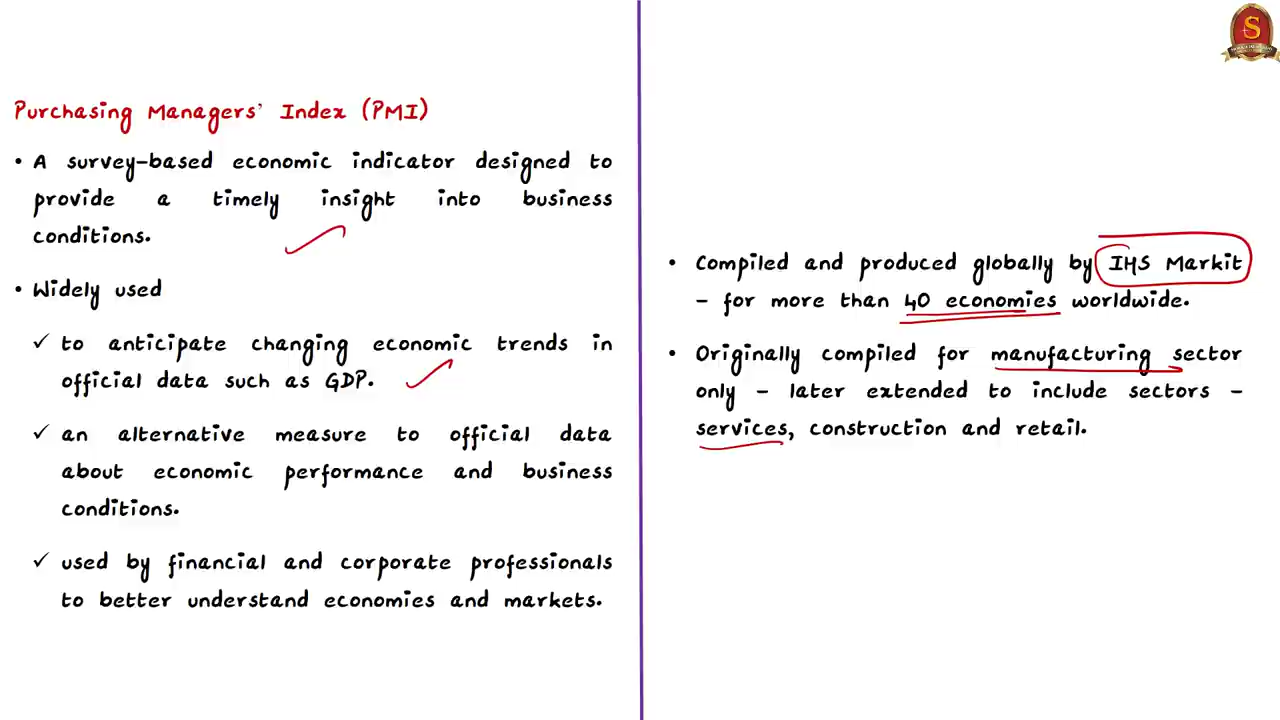 Purchasing Managers' Index (PMI)
• A survey-based economic indicator designed to
provide a timely insight into business
conditions.
• Widely used
✓ to anticipate changing economic trends in
official data such as GDP.
✓ an alternative measure to official data
about economic performance and business
conditions.
✓ used by financial and corporate professionals
to better understand economies and markets.
• Compiled and produced globally by IHS Markit
- for more than 40 economies worldwide.
• Originally compiled for manufacturing sector
only - later extended to include sectors -
services, construction and retail.
S